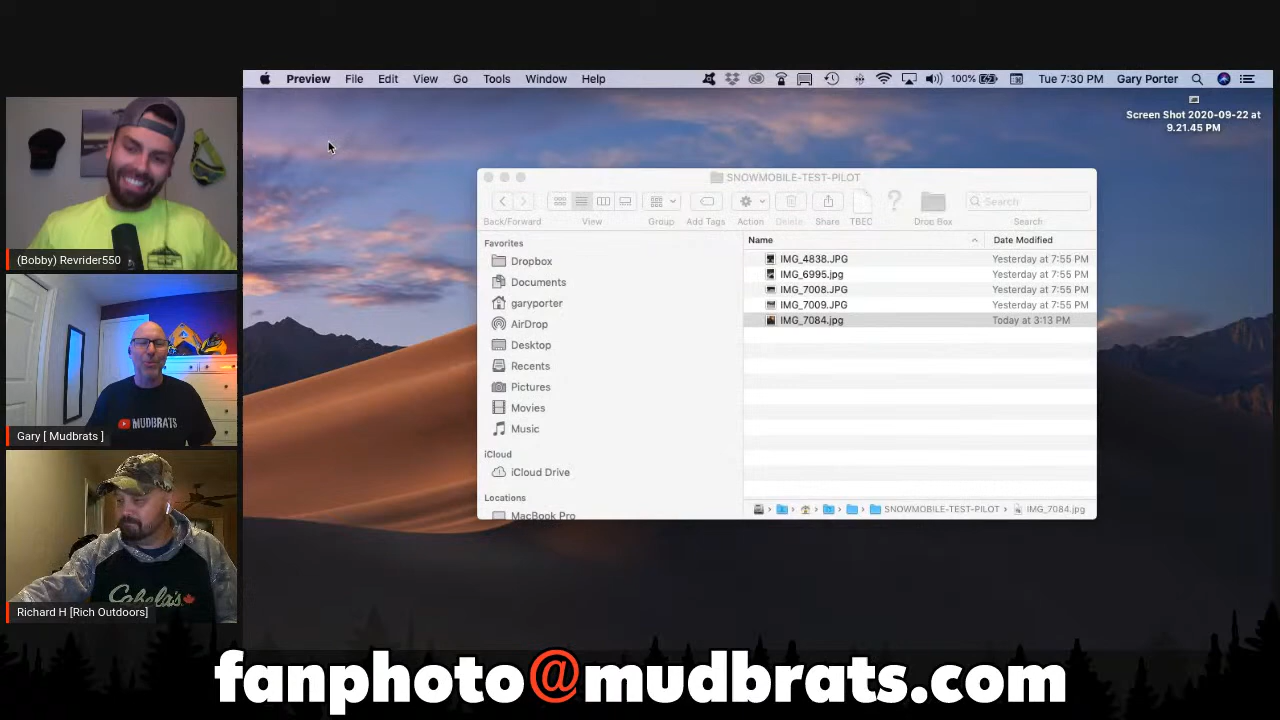 Preview File Edit View Go Tools Window Help 100% Tue 7:30 PM Gary Porter
Screen Shot 2020-09-22 at
9.21.45 PM
(Bobby) Revrider550
MUDBRATS
Gary [ Mudbrats ]
Cabela's
Richard H [Rich Outdoors]
SNOWMOBILE-TEST-PILOT
Search
Back/Forward View Group Add Tags Action Delete Share TBEC Drop Box Search
Favorites
Dropbox
Documents
garyporter
AirDrop
Desktop
Recents
Pictures
Movies
Music
iCloud
iCloud Drive
Locations
MacBook Pro
Name Date Modified
IMG_4838.JPG Yesterday at 7:55 PM
IMG_6995.jpg Yesterday at 7:55 PM
IMG_7008.JPG Yesterday at 7:55 PM
IMG_7009.JPG Yesterday at 7:55 PM
IMG_7084.jpg Today at 3:13 PM
SNOWMOBILE-TEST-PILOT IMG_7084.jpg
fanphoto@mudbrats.com